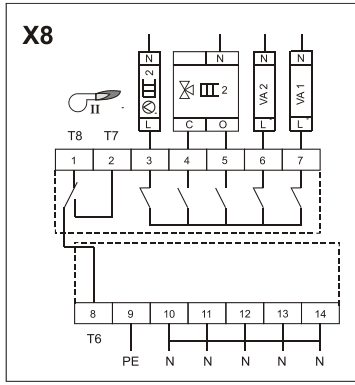 X8
N N N N
2 2 VA 2 VA 1
II
L C O L L
T8 T7
1 2 3 4 5 6 7
8 9 10 11 12 13 14
T6
PE N N N N N